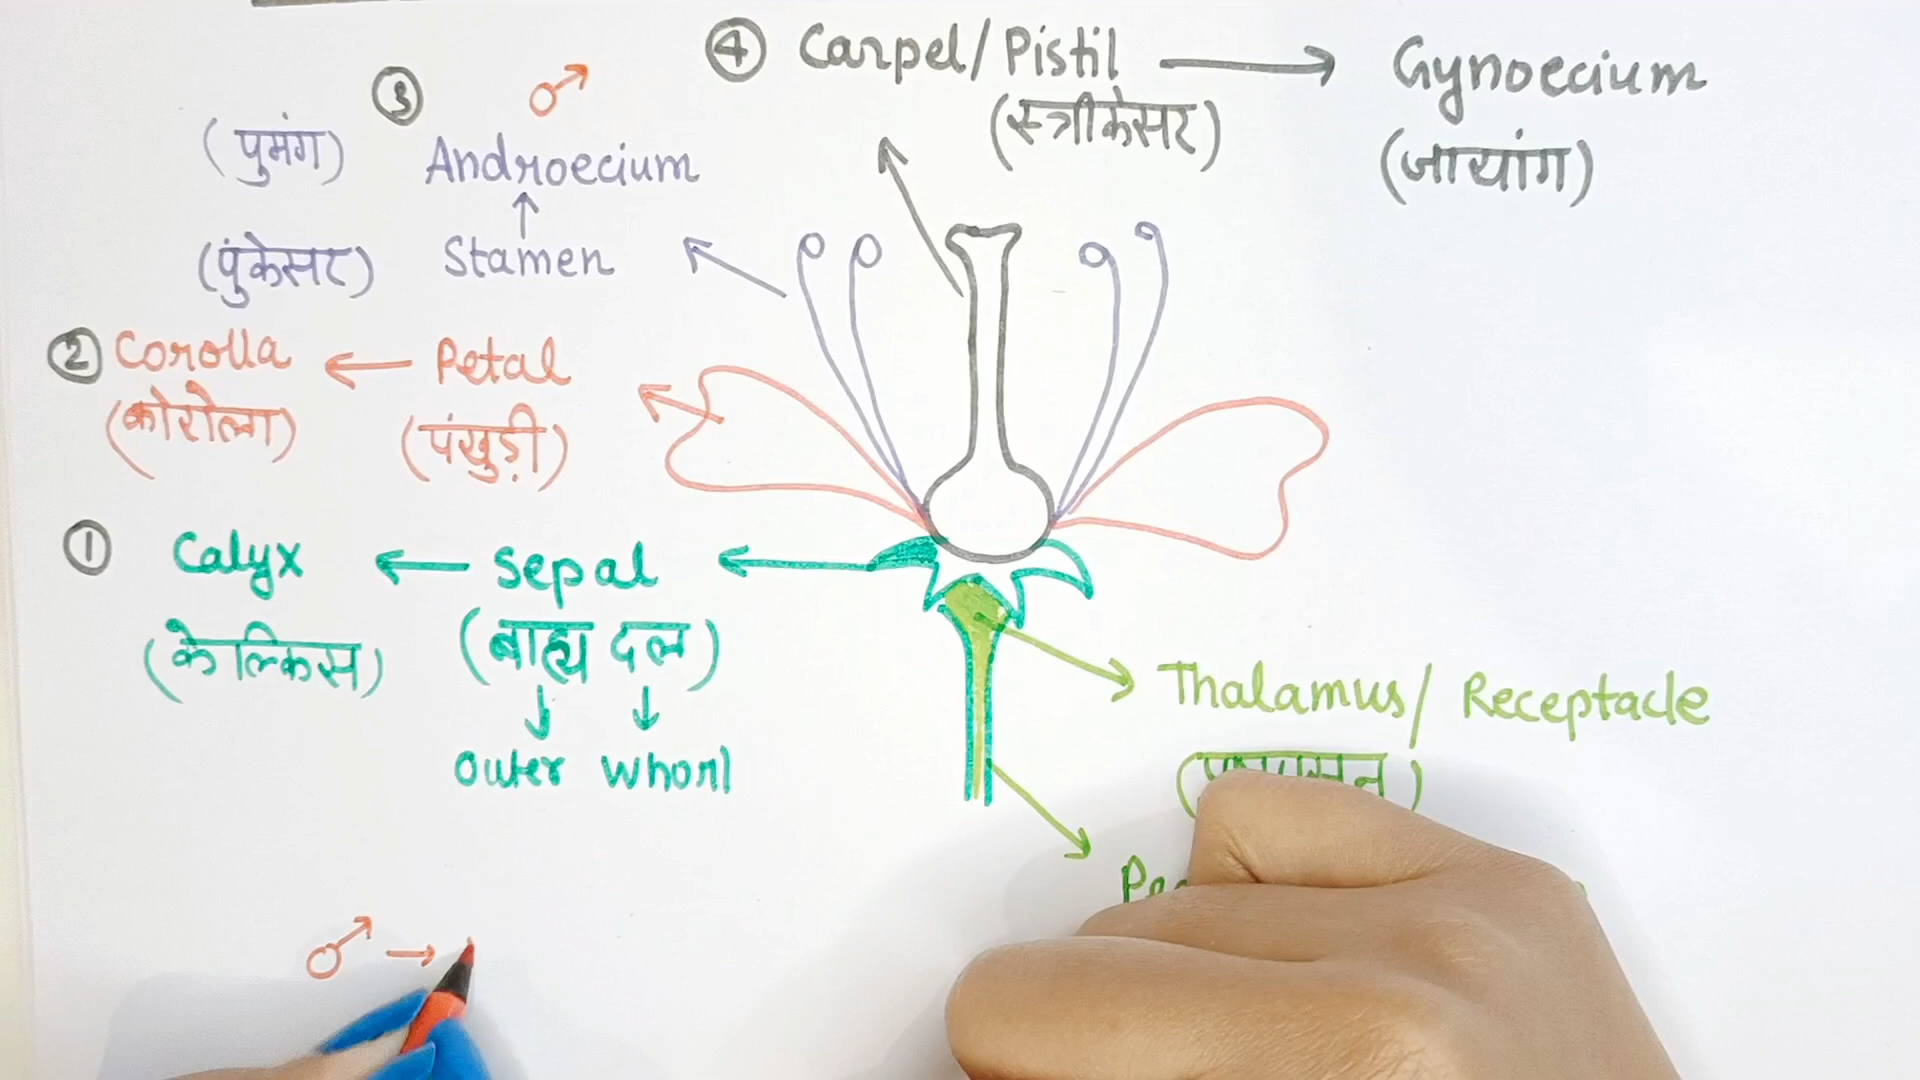 ④ Carpel/Pistil → Gynoecium
(स्त्रीकेसर) (जायांग)
③ ♂
(पुमंग) Androecium
↑
(पुंकेसर) Stamen
② Corolla ← Petal
(कोरोला) (पंखुड़ी)
① Calyx ← Sepal
(केल्किस) (बाह्य दल)
↓ ↓
Outer Whorl
Thalamus/ Receptacle
♂ →